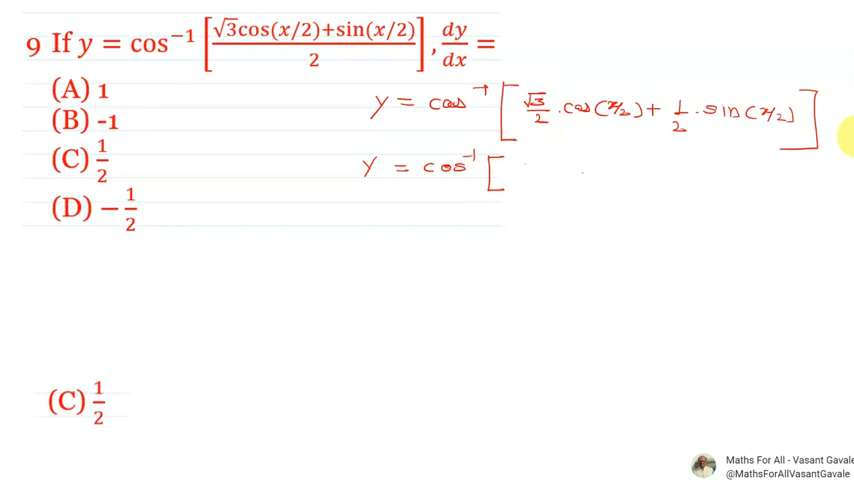 9 If y = cos⁻¹ [(√3cos(x/2)+sin(x/2))/2], dy/dx =
(A) 1
(B) -1
(C) 1/2
(D) − 1/2
y = cos⁻¹ [ √3/2 . cos(x/2) + 1/2 . sin(x/2) ]
y = cos⁻¹ [
(C) 1/2
Maths For All - Vasant Gavale
@MathsForAllVasantGavale